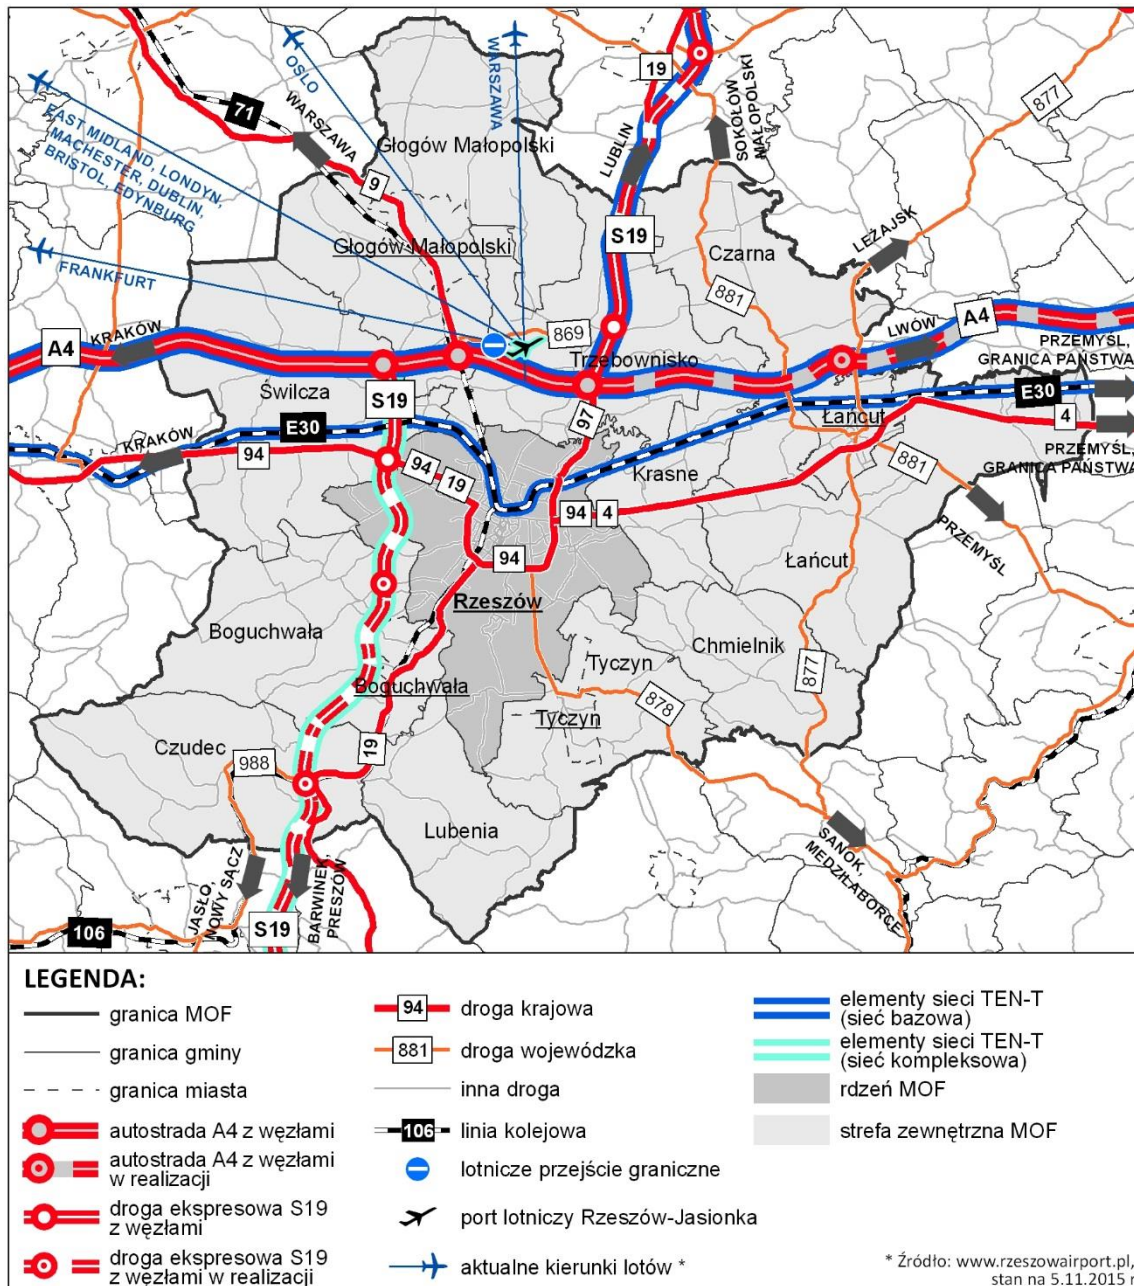 OSLO
WARSZAWA
EAST MIDLAND, LONDYN,
MACHESTER, DUBLIN,
BRISTOL, EDYNBURG
FRANKFURT
71
WARSZAWA
9
Głogów Małopolski
Głogów Małopolski
19
LUBLIN
S19
SOKOŁÓW
MAŁOPOLSKI
877
Czarna
881
LEŻAJSK
869
Trzebownisko
A4
KRAKÓW
LWÓW
A4
PRZEMYŚL,
GRANICA PAŃSTWA
Świlcza
S19
E30
E30
KRAKÓW
94
94
19
97
Krasne
Łańcut
4
881
PRZEMYŚL,
GRANICA PAŃSTWA
94
4
94
PRZEMYŚL
Rzeszów
Łańcut
Boguchwała
Boguchwała
Tyczyn
Tyczyn
Chmielnik
877
878
Czudec
988
19
Lubenia
SANOK,
MEDZILABORCE
JASŁO
NOWY SĄCZ
BARWINEK,
PRESZÓW
S19
106
LEGENDA:
granica MOF
granica gminy
granica miasta
autostrada A4 z węzłami
autostrada A4 z węzłami
w realizacji
droga ekspresowa S19
z węzłami
droga ekspresowa S19
z węzłami w realizacji
94 droga krajowa
881 droga wojewódzka
inna droga
106 linia kolejowa
lotnicze przejście graniczne
port lotniczy Rzeszów-Jasionka
aktualne kierunki lotów *
elementy sieci TEN-T
(sieć bazowa)
elementy sieci TEN-T
(sieć kompleksowa)
rdzeń MOF
strefa zewnętrzna MOF
* Źródło: www.rzeszowairport.pl,
stan na 5.11.2015 r